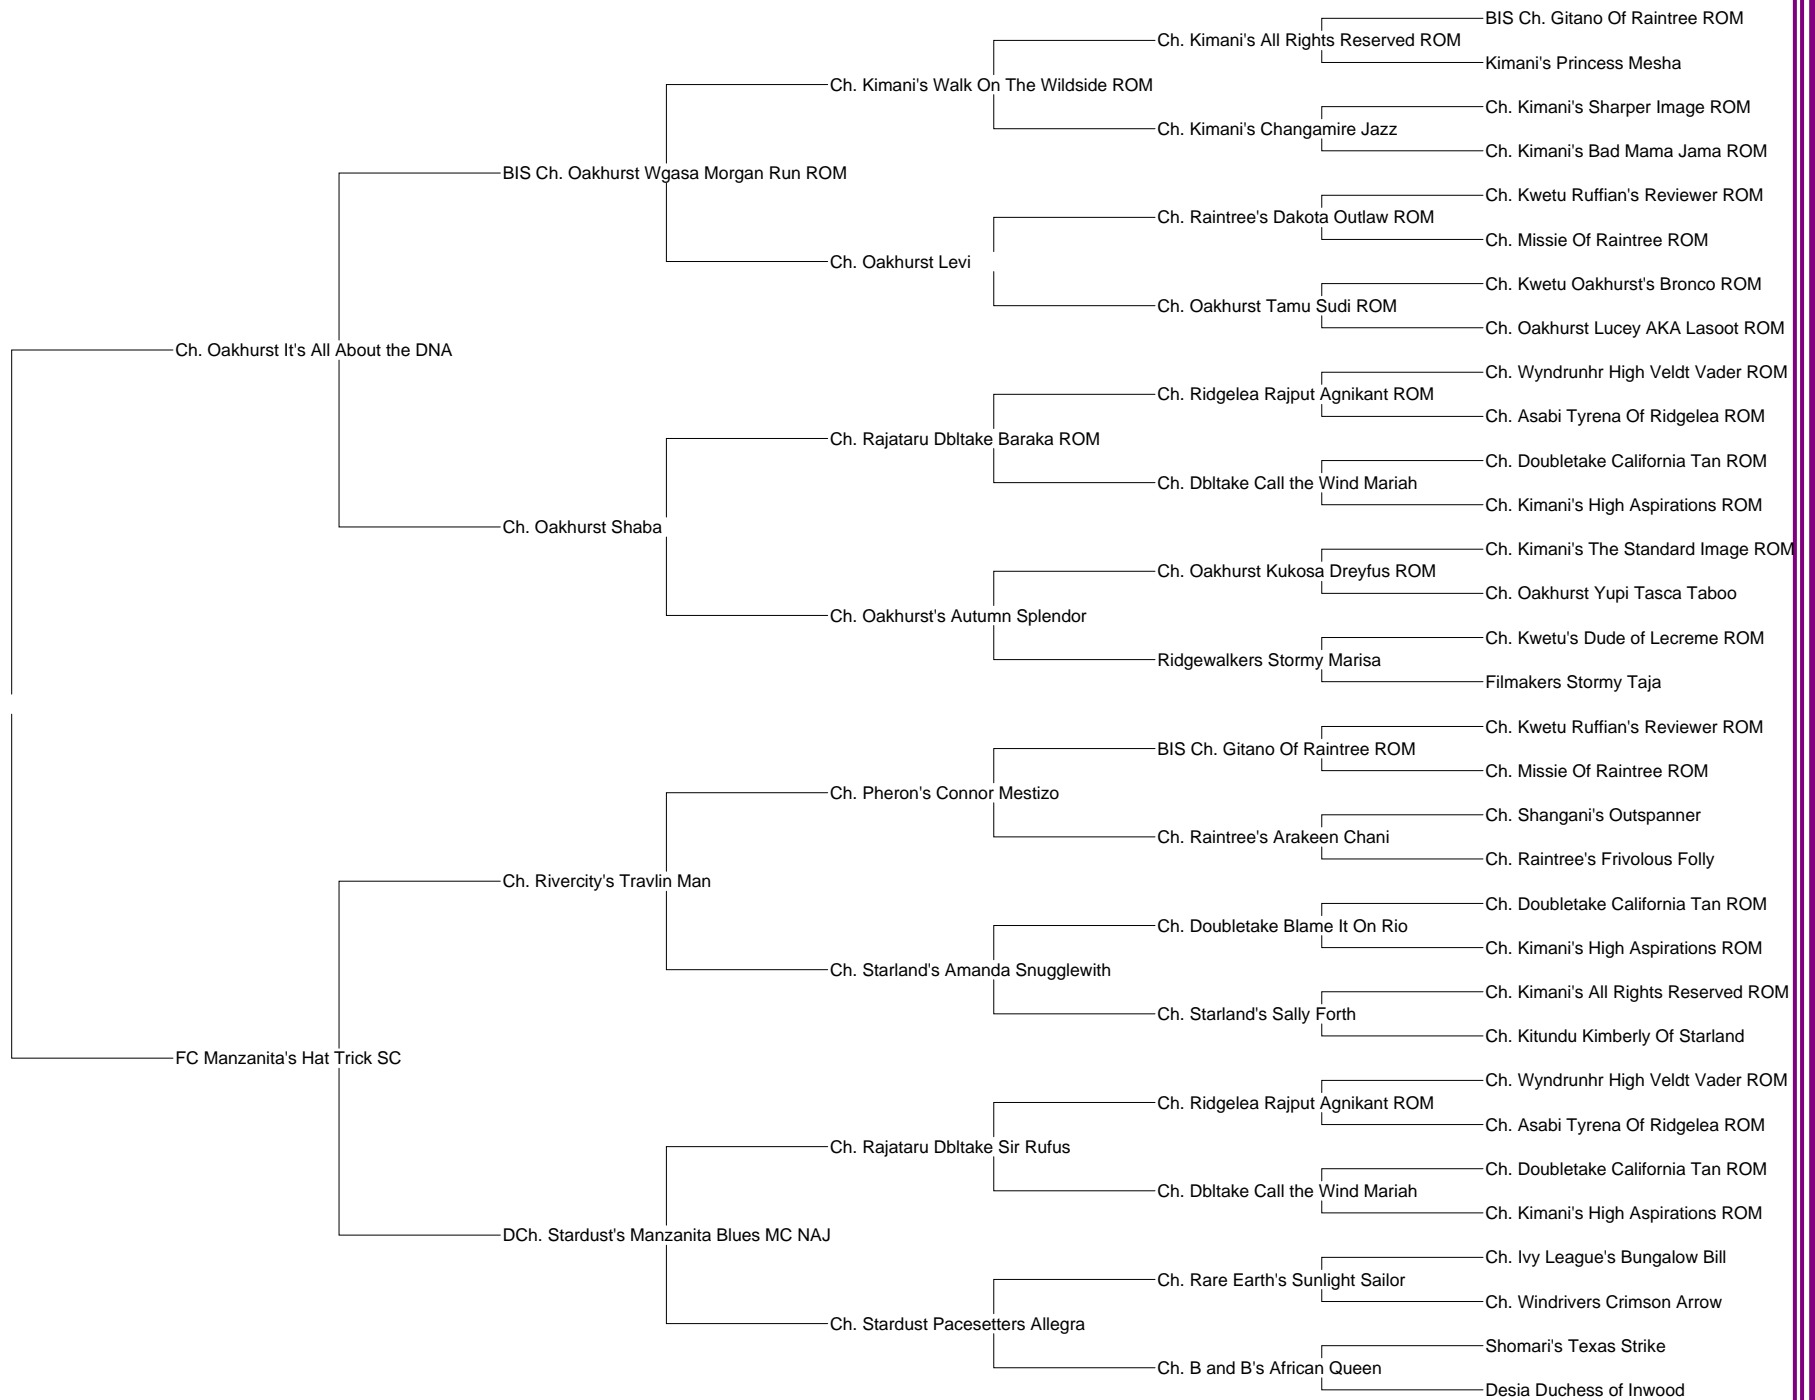 BIS Ch. Gitano Of Raintree ROM
Ch. Kimani's All Rights Reserved ROM
Kimani's Princess Mesha
Ch. Kimani's Walk On The Wildside ROM
Ch. Kimani's Sharper Image ROM
Ch. Kimani's Changamire Jazz
Ch. Kimani's Bad Mama Jama ROM
BIS Ch. Oakhurst Wgasa Morgan Run ROM
Ch. Kwetu Ruffian's Reviewer ROM
Ch. Raintree's Dakota Outlaw ROM
Ch. Missie Of Raintree ROM
Ch. Oakhurst Levi
Ch. Kwetu Oakhurst's Bronco ROM
Ch. Oakhurst Tamu Sudi ROM
Ch. Oakhurst Lucey AKA Lasoot ROM
Ch. Oakhurst It's All About the DNA
Ch. Wyndrunhr High Veldt Vader ROM
Ch. Ridgelea Rajput Agnikant ROM
Ch. Asabi Tyrena Of Ridgelea ROM
Ch. Rajataru Dbltake Baraka ROM
Ch. Doubletake California Tan ROM
Ch. Dbltake Call the Wind Mariah
Ch. Kimani's High Aspirations ROM
Ch. Oakhurst Shaba
Ch. Kimani's The Standard Image ROM
Ch. Oakhurst Kukosa Dreyfus ROM
Ch. Oakhurst Yupi Tasca Taboo
Ch. Oakhurst's Autumn Splendor
Ch. Kwetu's Dude of Lecreme ROM
Ridgewalkers Stormy Marisa
Filmakers Stormy Taja
Ch. Kwetu Ruffian's Reviewer ROM
BIS Ch. Gitano Of Raintree ROM
Ch. Missie Of Raintree ROM
Ch. Pheron's Connor Mestizo
Ch. Shangani's Outspanner
Ch. Raintree's Arakeen Chani
Ch. Raintree's Frivolous Folly
Ch. Rivercity's Travlin Man
Ch. Doubletake California Tan ROM
Ch. Doubletake Blame It On Rio
Ch. Kimani's High Aspirations ROM
Ch. Starland's Amanda Snugglewith
Ch. Kimani's All Rights Reserved ROM
Ch. Starland's Sally Forth
Ch. Kitundu Kimberly Of Starland
FC Manzanita's Hat Trick SC
Ch. Wyndrunhr High Veldt Vader ROM
Ch. Ridgelea Rajput Agnikant ROM
Ch. Asabi Tyrena Of Ridgelea ROM
Ch. Rajataru Dbltake Sir Rufus
Ch. Doubletake California Tan ROM
Ch. Dbltake Call the Wind Mariah
Ch. Kimani's High Aspirations ROM
DCh. Stardust's Manzanita Blues MC NAJ
Ch. Ivy League's Bungalow Bill
Ch. Rare Earth's Sunlight Sailor
Ch. Windrivers Crimson Arrow
Ch. Stardust Pacesetters Allegra
Shomari's Texas Strike
Ch. B and B's African Queen
Desia Duchess of Inwood